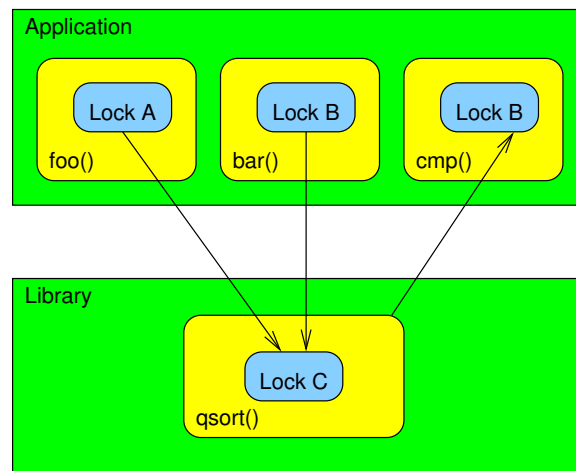 Application
Lock A
Lock B
Lock B
foo()
bar()
cmp()
Library
Lock C
qsort()